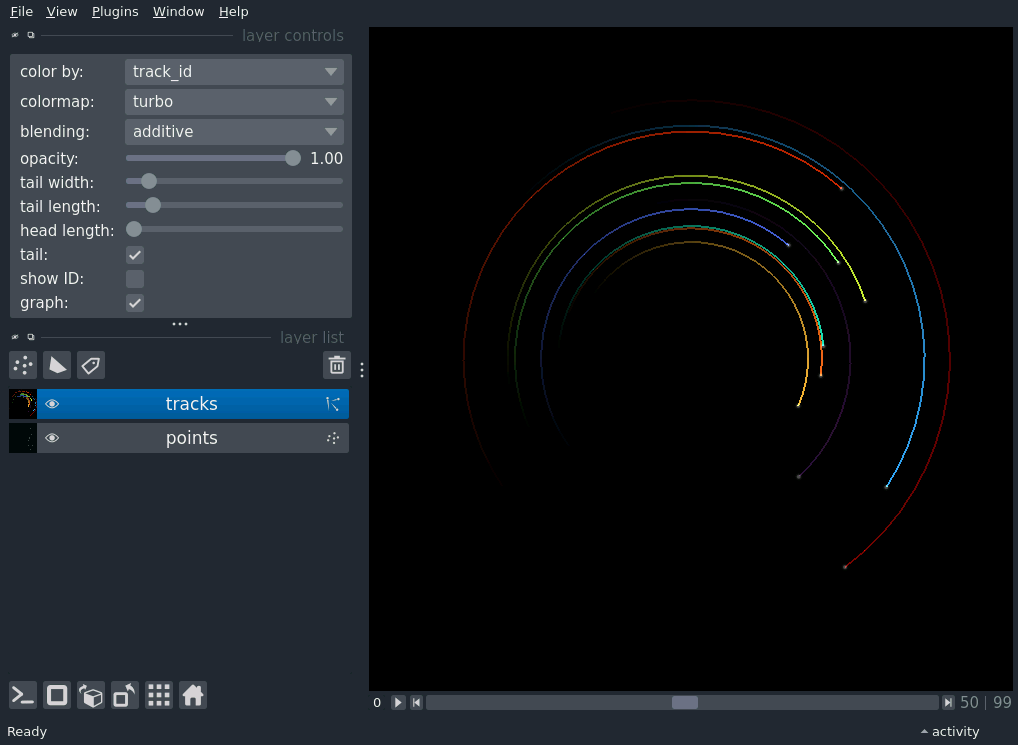 File View Plugins Window Help
layer controls
color by: track_id
colormap: turbo
blending: additive
opacity: 1.00
tail width:
tail length:
head length:
tail:
show ID:
graph:
layer list
tracks
points
0 50 | 99
Ready activity